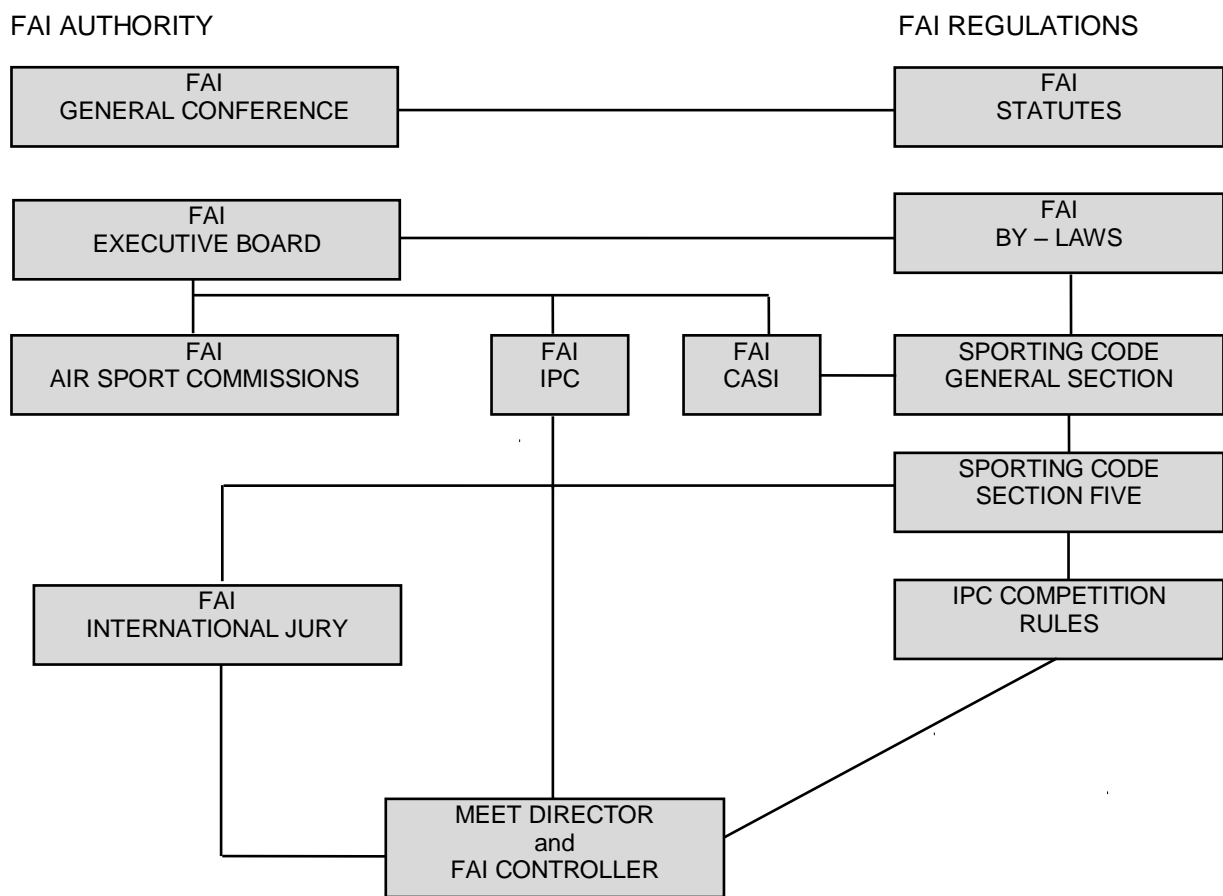 FAI AUTHORITY
FAI REGULATIONS
FAI
GENERAL CONFERENCE
FAI
STATUTES
FAI
EXECUTIVE BOARD
FAI
BY – LAWS
FAI
AIR SPORT COMMISSIONS
FAI
IPC
FAI
CASI
SPORTING CODE
GENERAL SECTION
SPORTING CODE
SECTION FIVE
FAI
INTERNATIONAL JURY
IPC COMPETITION
RULES
MEET DIRECTOR
and
FAI CONTROLLER